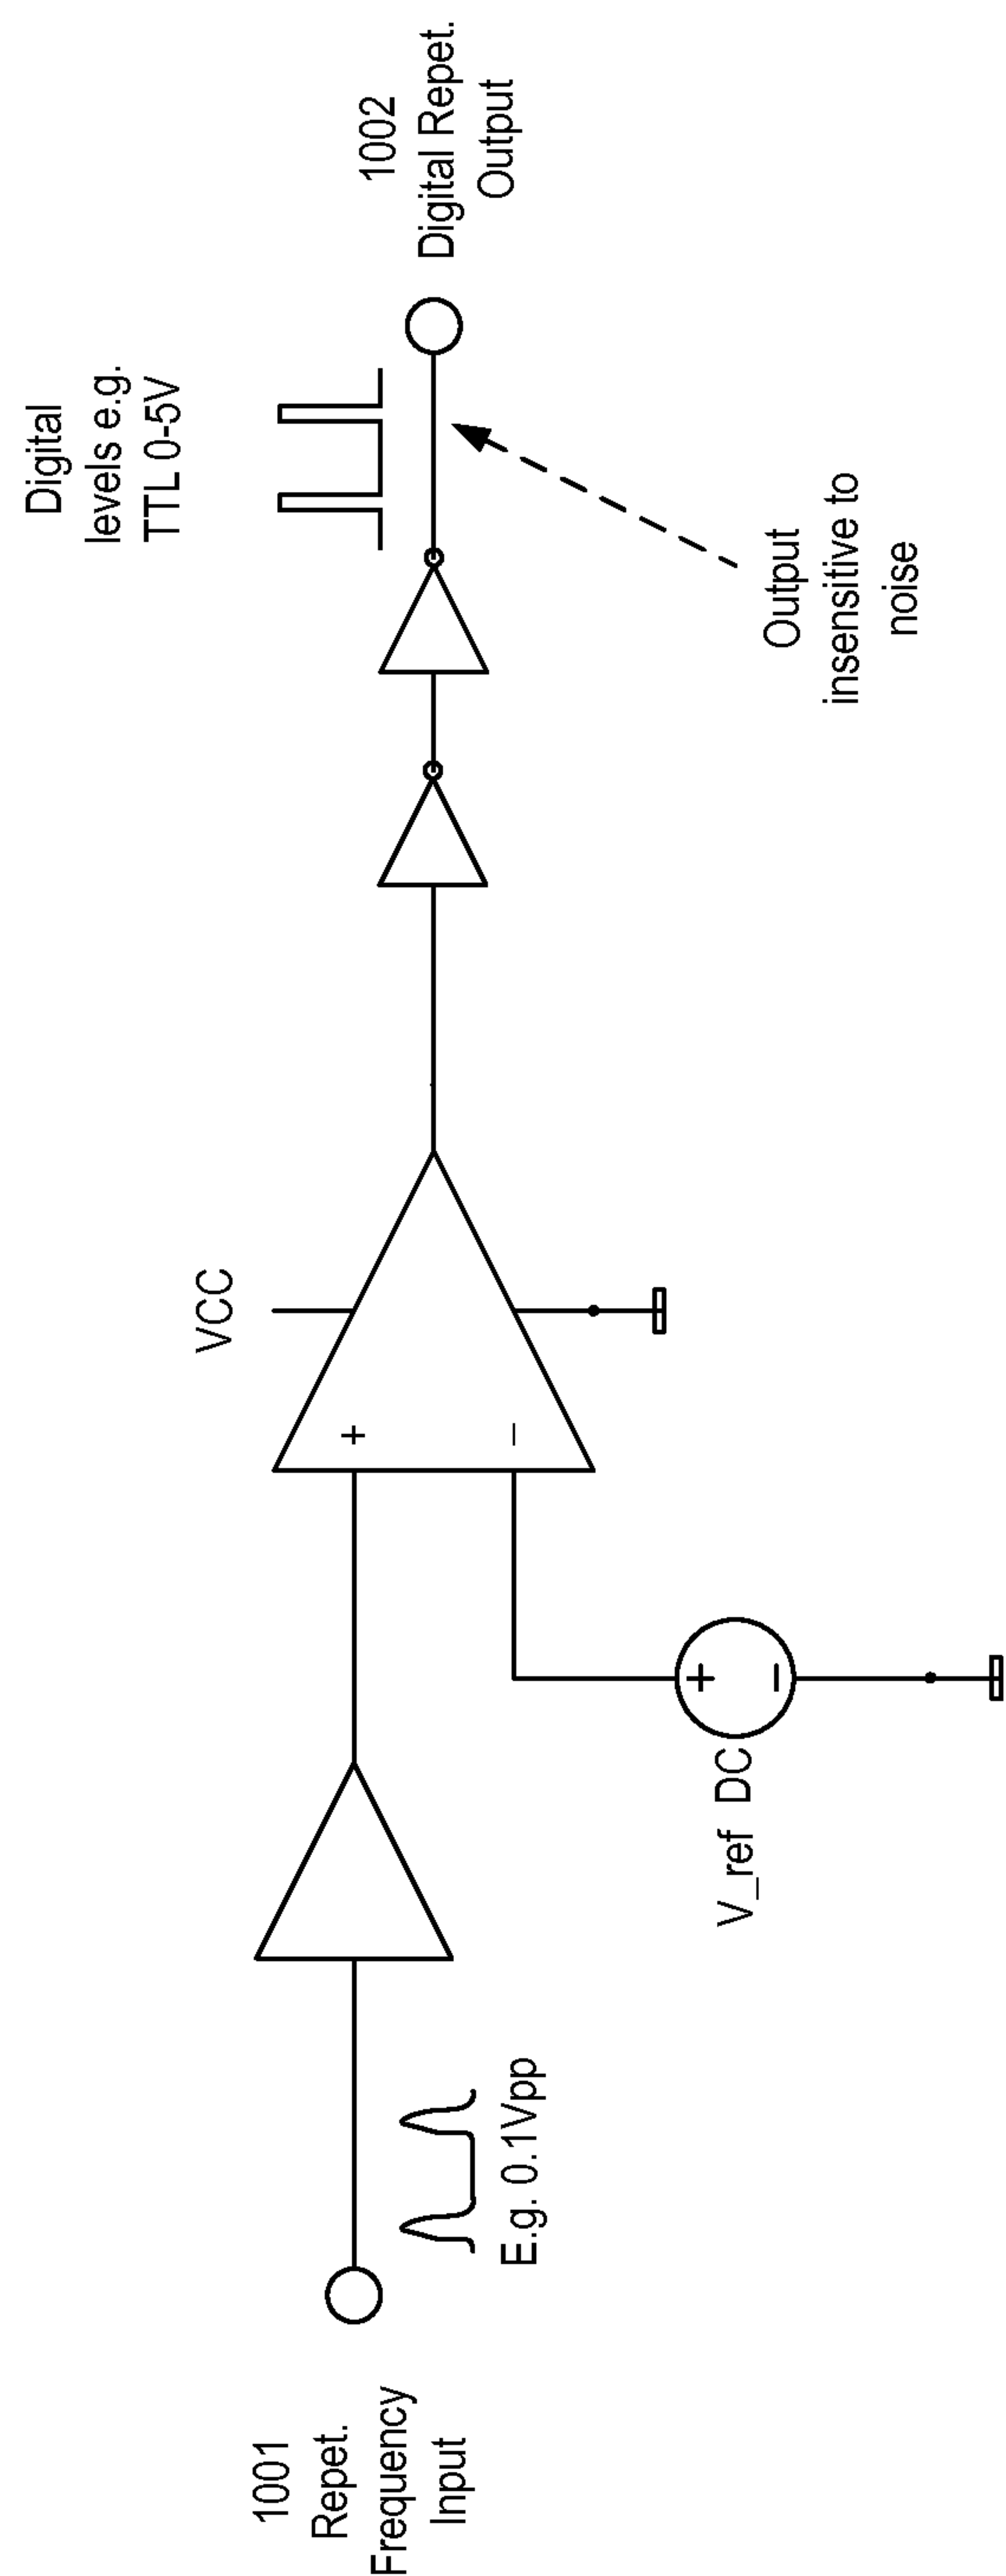 1001
Repet.
Frequency
Input
E.g. 0.1Vpp
V_ref DC
+
−
+
−
VCC
Digital
levels e.g.
TTL 0-5V
Output
insensitive to
noise
1002
Digital Repet.
Output